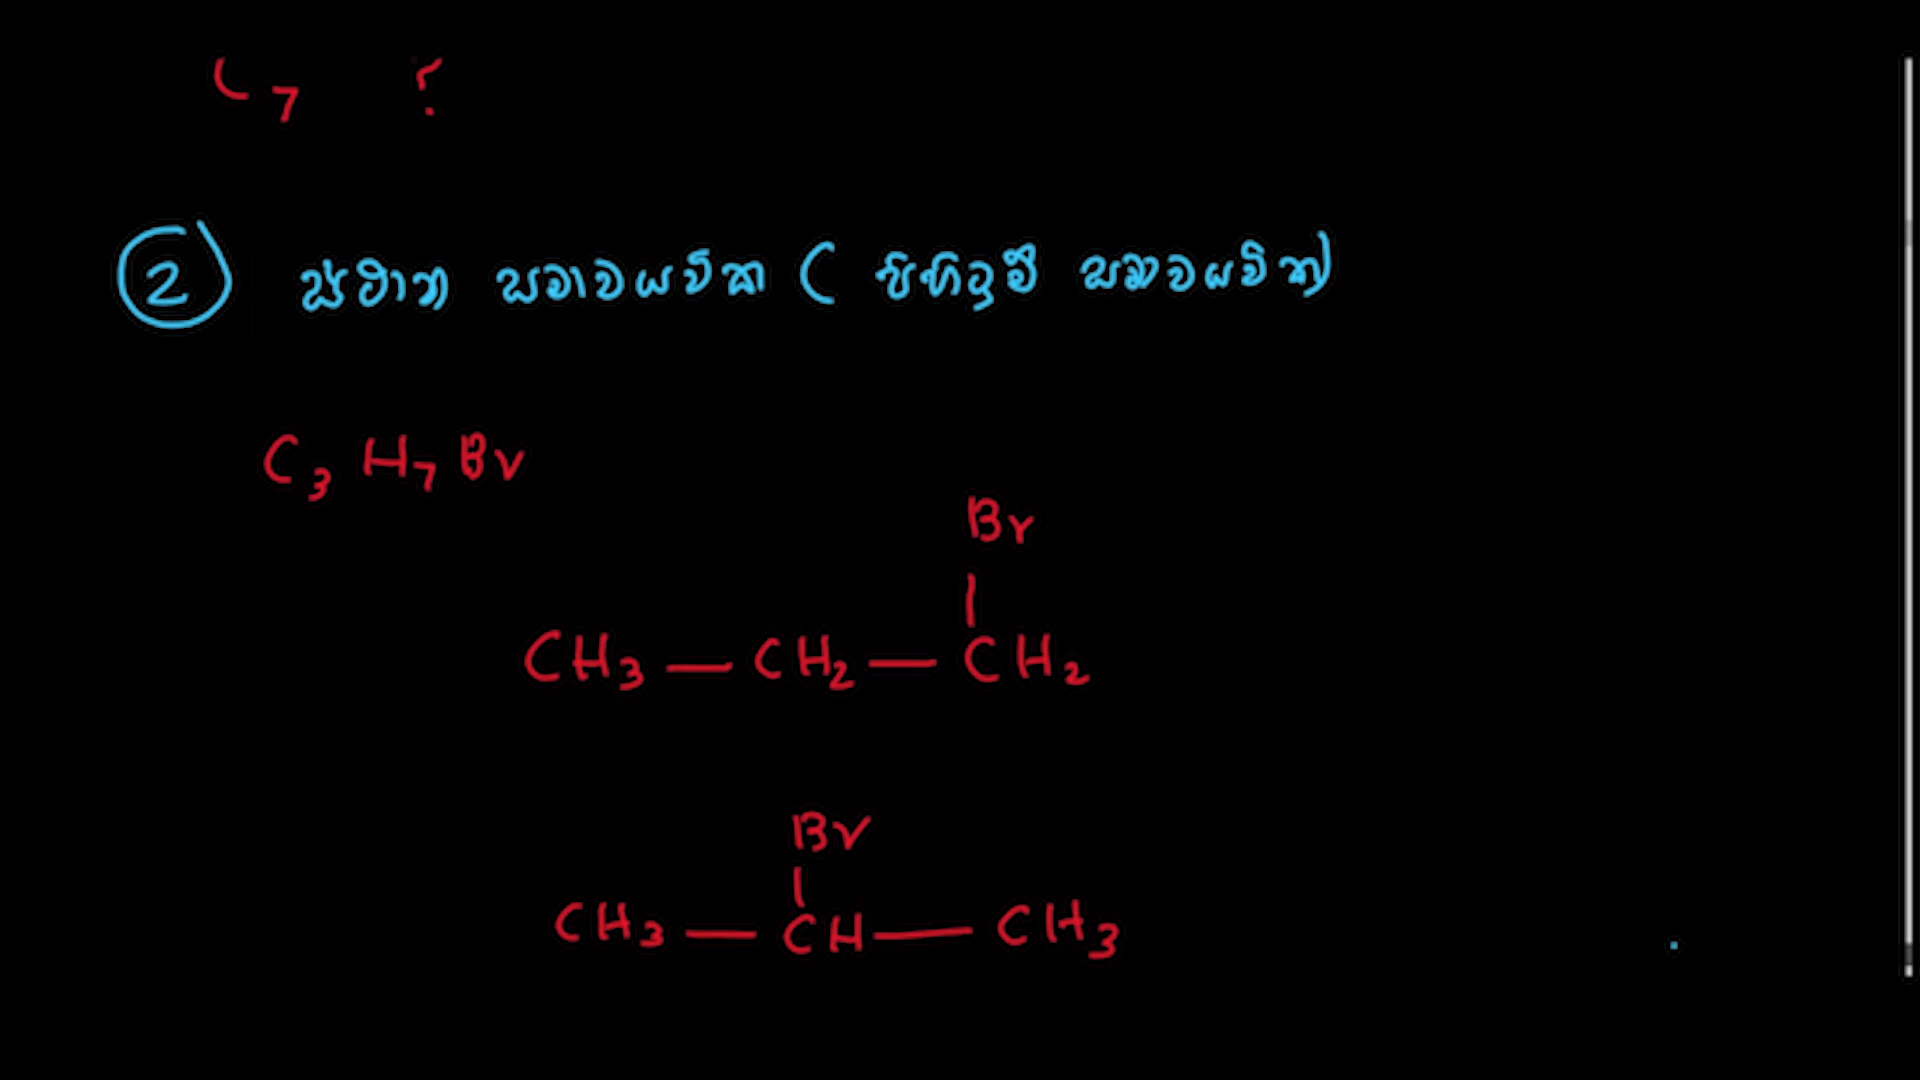 C₇ ?
② ස්ථාන සමාවයවික ( පිහිටුම් සමාවයවික)
C₃ H₇ Br
Br
|
CH₃ — CH₂ — CH₂
Br
|
CH₃ — CH — CH₃